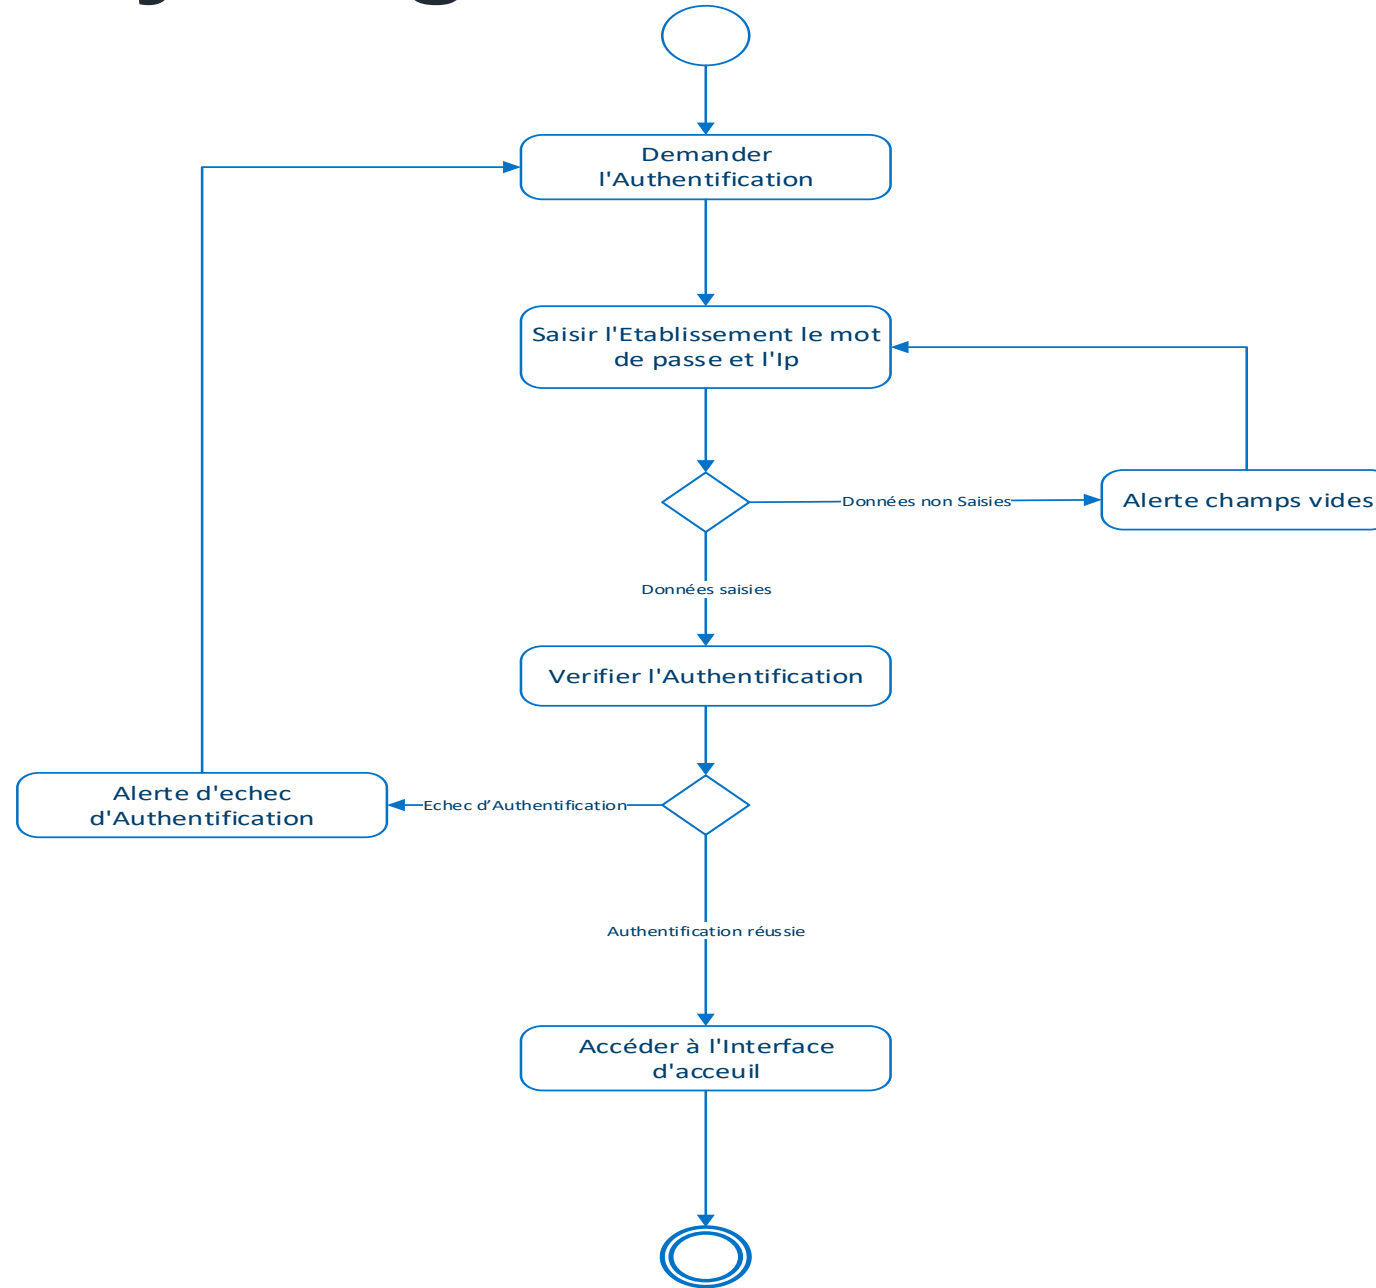 Demander
l'Authentification
Saisir l'Etablissement le mot
de passe et l'Ip
Données non Saisies
Alerte champs vides
Données saisies
Verifier l'Authentification
Alerte d'echec
d'Authentification
Echec d’Authentification
Authentification réussie
Accéder à l'Interface
d'acceuil